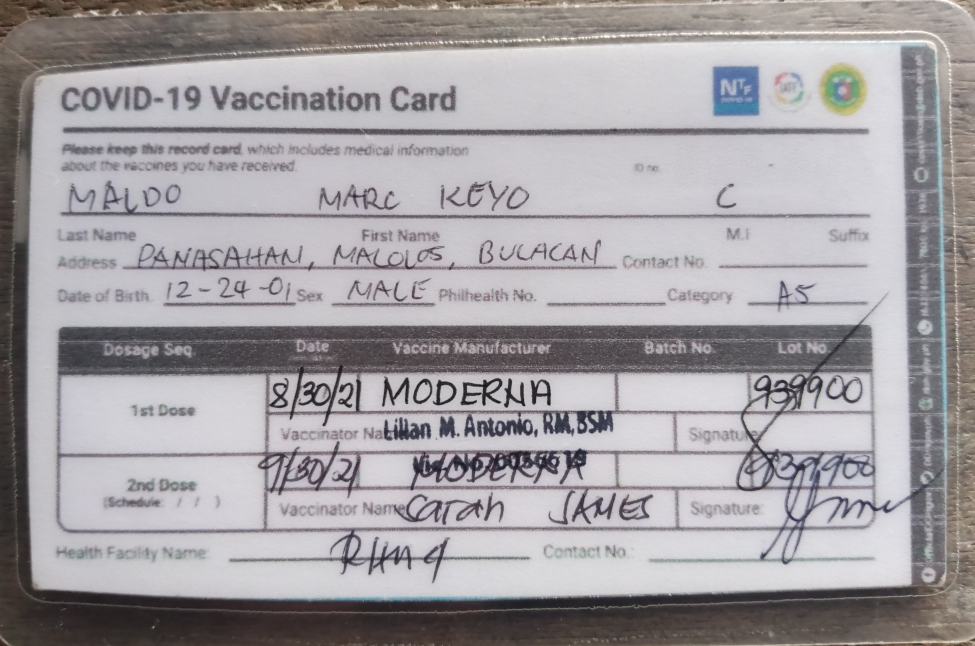 COVID-19 Vaccination Card
NTF
COVID-19
Please keep this record card, which includes medical information
about the vaccines you have received.
ID no.
MALDO MARC KEYO C
Last Name First Name M.I Suffix
Address PANASAHAN, MALOLOS, BULACAN Contact No.
Date of Birth 12-24-01 Sex MALE Philhealth No. Category A5
Dosage Seq. Date Vaccine Manufacturer Batch No. Lot No.
1st Dose 8/30/21 MODERNA 939900
Vaccinator Na Lilian M. Antonio, RM, BSM Signature
2nd Dose 9/30/21 MODERNA 939900
(Schedule: / / )
Vaccinator Name Sarah JAMES Signature:
Health Facility Name: RHU 4 Contact No.: